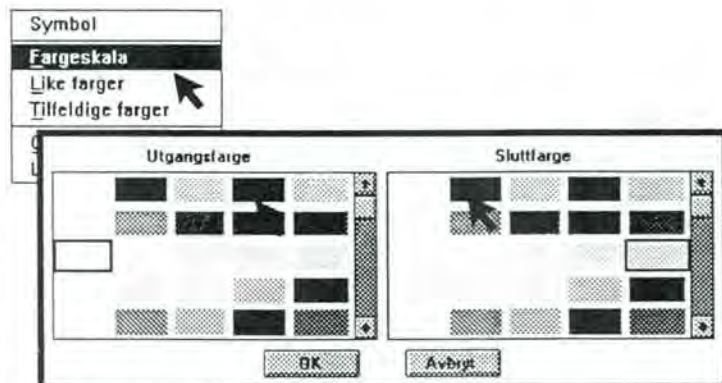 Symbol
Fargeskala
Like farger
Tilfeldige farger
Utgangsfarge Sluttfarge
OK Avbryt